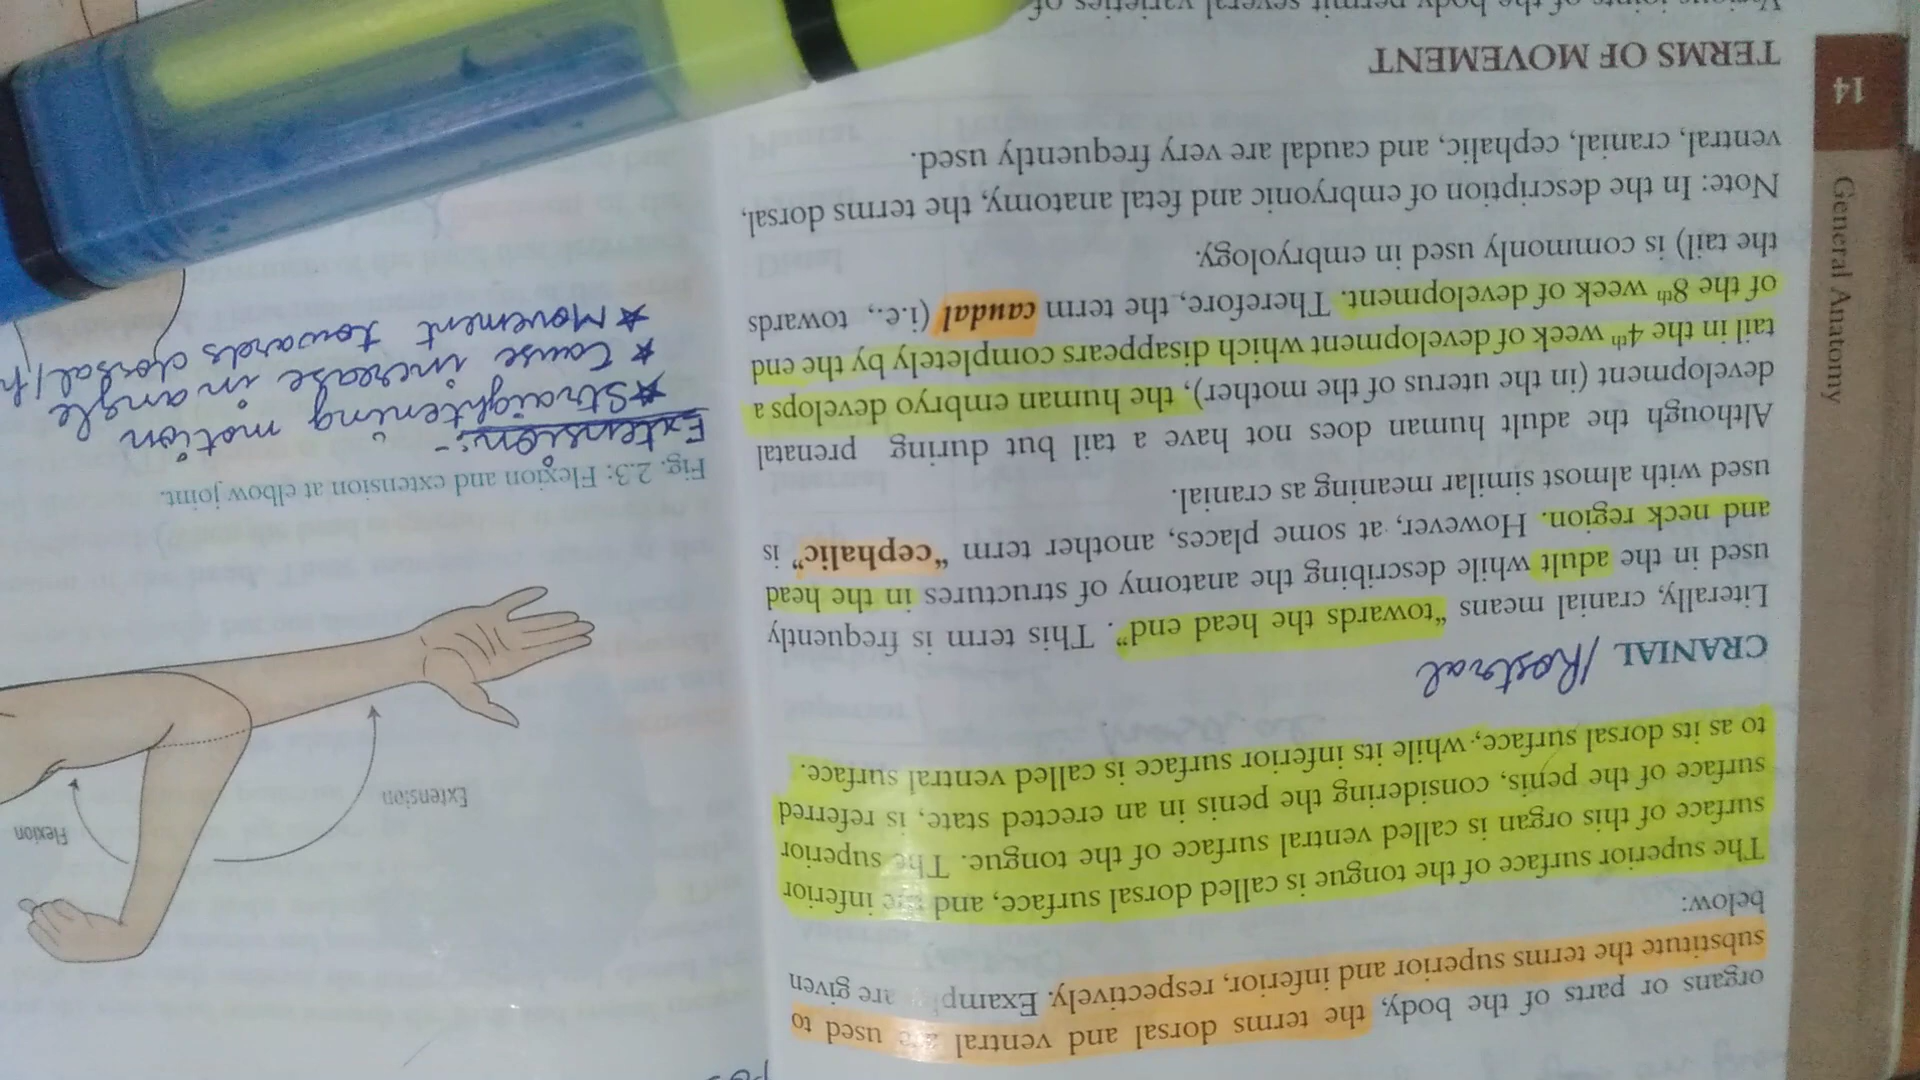 14
General Anatomy
organs or parts of the body, the terms dorsal and ventral are used to
substitute the terms superior and inferior, respectively. Examples are given
below:
The superior surface of the tongue is called dorsal surface, and the inferior
surface of this organ is called ventral surface of the tongue. The superior
surface of the penis, considering the penis in an erected state, is referred
to as its dorsal surface, while its inferior surface is called ventral surface.
CRANIAL /Rostral
Literally, cranial means “towards the head end”. This term is frequently
used in the adult while describing the anatomy of structures in the head
and neck region. However, at some places, another term “cephalic” is
used with almost similar meaning as cranial.
Although the adult human does not have a tail but during prenatal
development (in the uterus of the mother), the human embryo develops a
tail in the 4th week of development which disappears completely by the end
of the 8th week of development. Therefore, the term caudal (i.e., towards
the tail) is commonly used in embryology.
Note: In the description of embryonic and fetal anatomy, the terms dorsal,
ventral, cranial, cephalic, and caudal are very frequently used.
TERMS OF MOVEMENT
Various joints of the body permit several varieties of
Flexion
Extension
Fig. 2.3: Flexion and extension at elbow joint.
Extension:-
★Straightening motion
★ Cause increase in angle
★Movement towards dorsal/